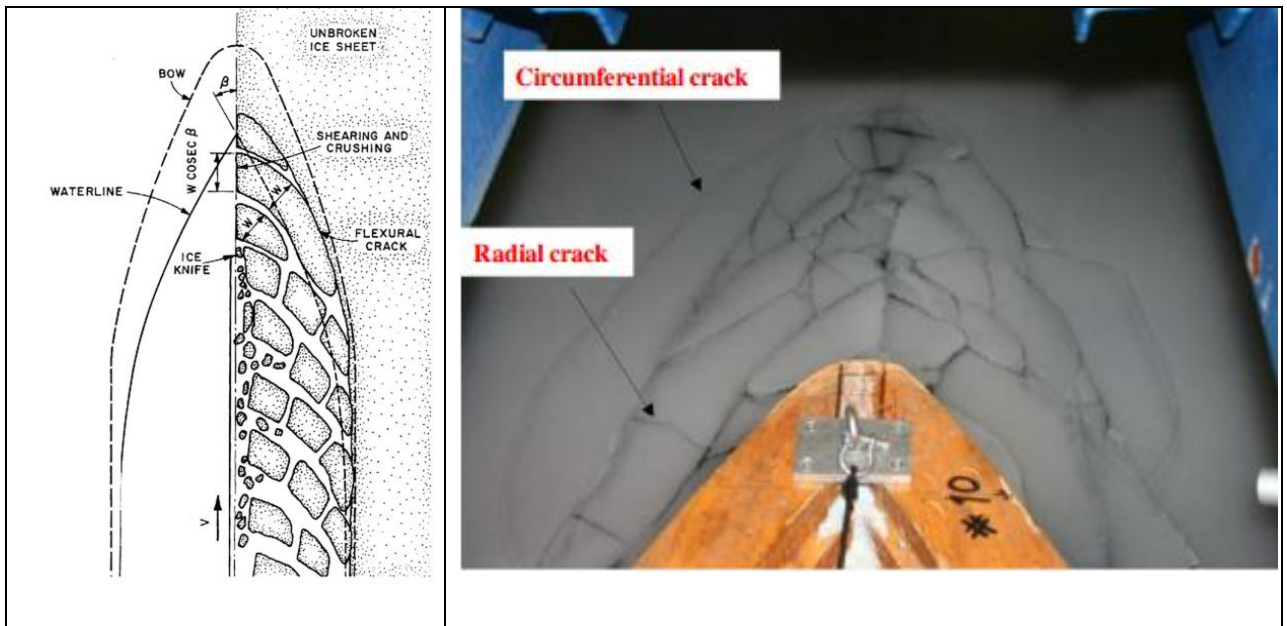 UNBROKEN
ICE SHEET
BOW
β
SHEARING AND
CRUSHING
W COSEC β
WATERLINE
W
W
FLEXURAL
CRACK
ICE
KNIFE
V
Circumferential crack
Radial crack
#10